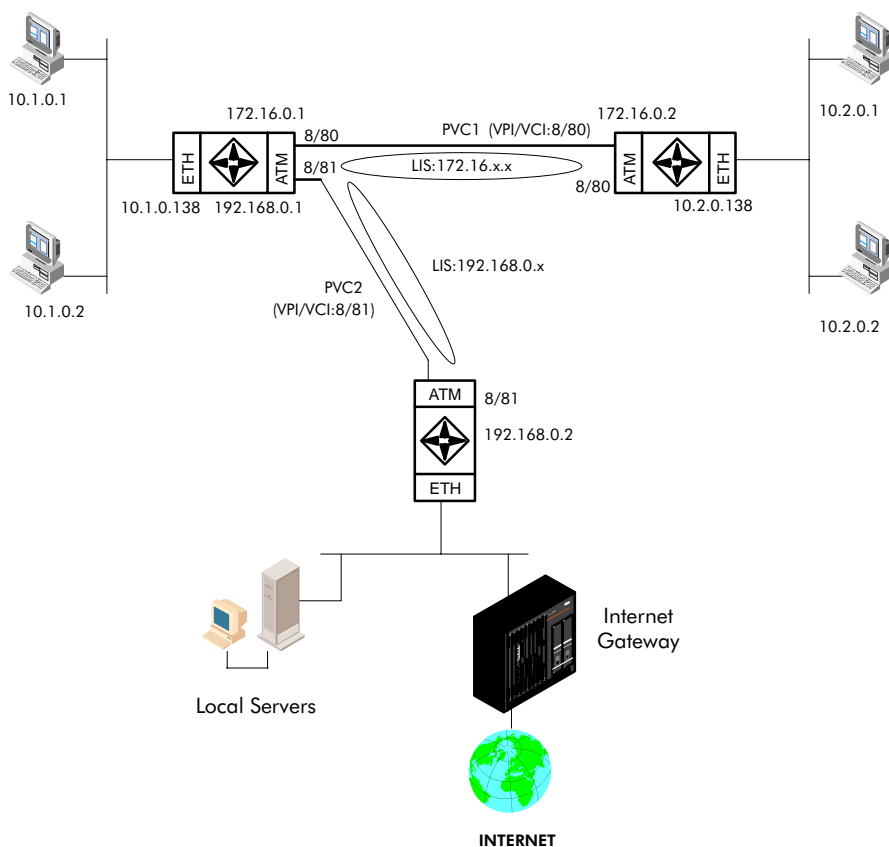 10.1.0.1
10.2.0.1
172.16.0.1
172.16.0.2
8/80
PVC1 (VPI/VCI:8/80)
ETH
ATM
8/81
LIS:172.16.x.x
8/80
ATM
ETH
10.1.0.138
192.168.0.1
10.2.0.138
LIS:192.168.0.x
PVC2
(VPI/VCI:8/81)
10.1.0.2
10.2.0.2
ATM
8/81
192.168.0.2
ETH
Internet
Gateway
Local Servers
INTERNET